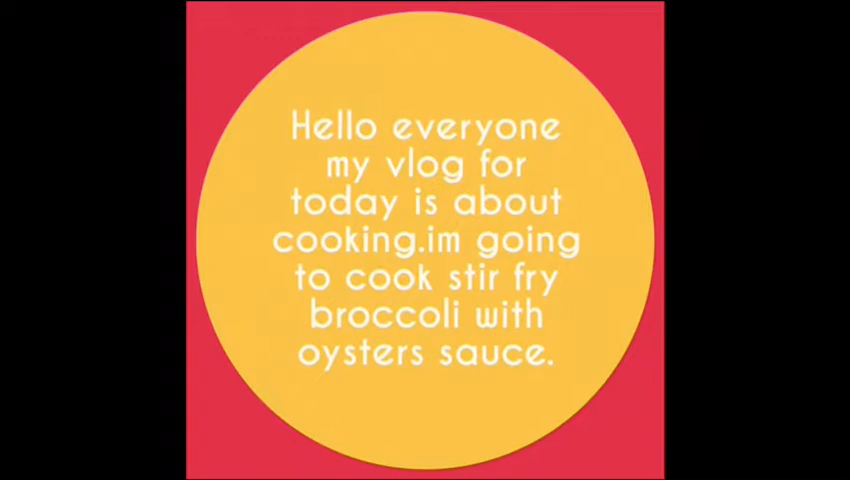 Hello everyone
my vlog for
today is about
cooking.im going
to cook stir fry
broccoli with
oysters sauce.